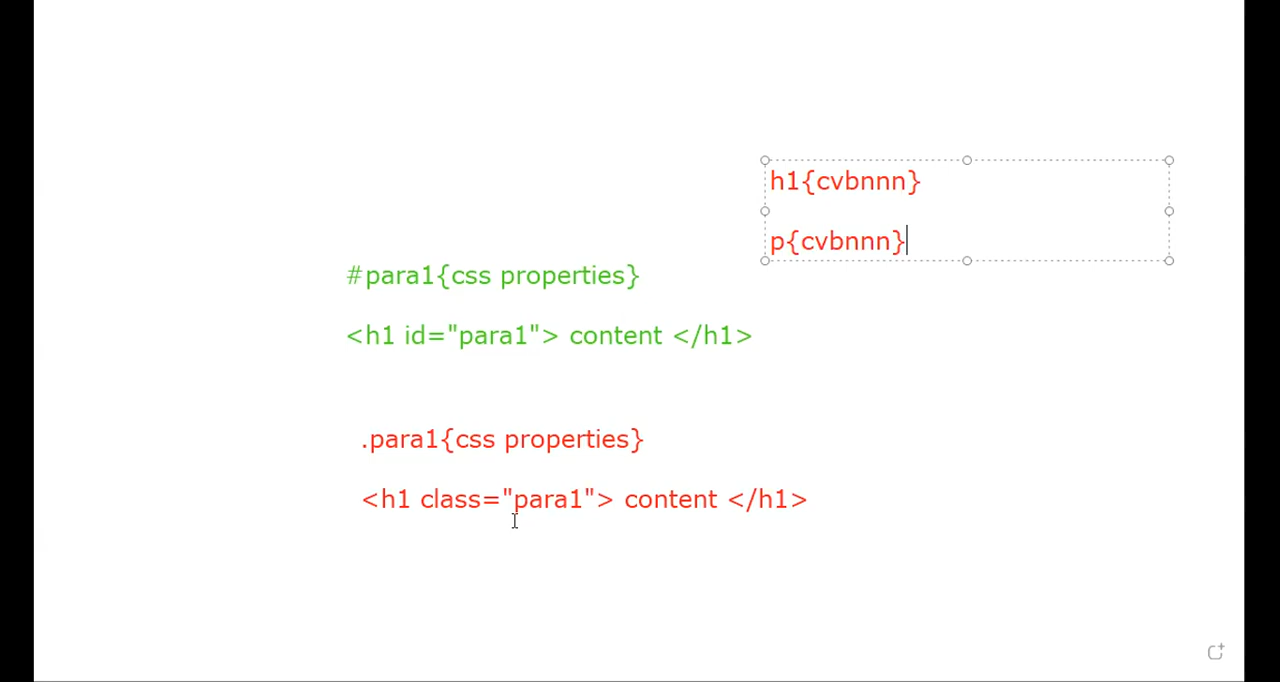 h1{cvbnnn}
p{cvbnnn}
#para1{css properties}
<h1 id="para1"> content </h1>
.para1{css properties}
<h1 class="para1"> content </h1>